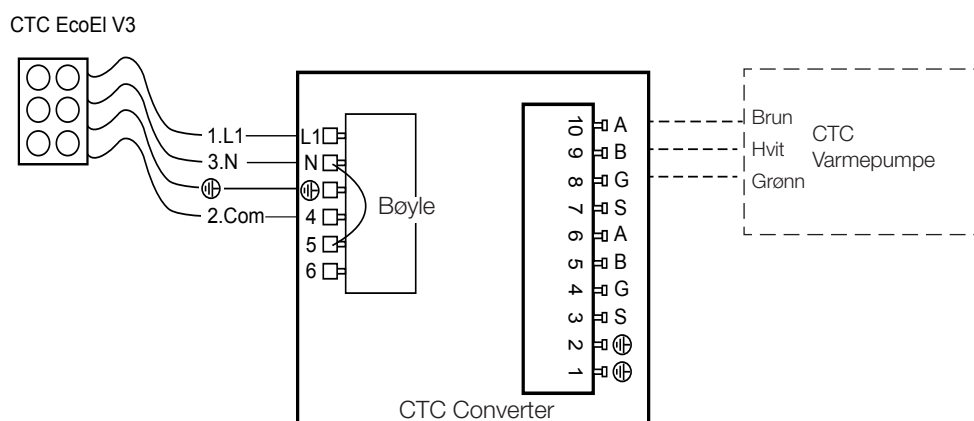 CTC EcoEl V3
1.L1
3.N
2.Com
L1
N
4
5
6
Bøyle
10 A
9 B
8 G
7 S
6 A
5 B
4 G
3 S
2
1
CTC Converter
Brun
Hvit
Grønn
CTC
Varmepumpe